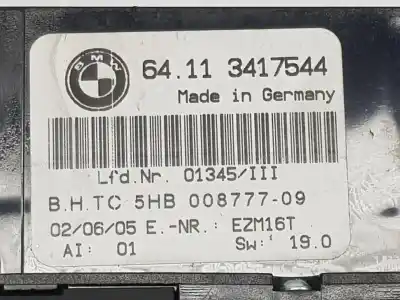 BMW
64.11 3417544
Made in Germany
Lfd.Nr. 01345/III
B.H.TC 5HB 008777-09
02/06/05 E.-NR.: EZM16T
AI: 01 Sw: 19.0